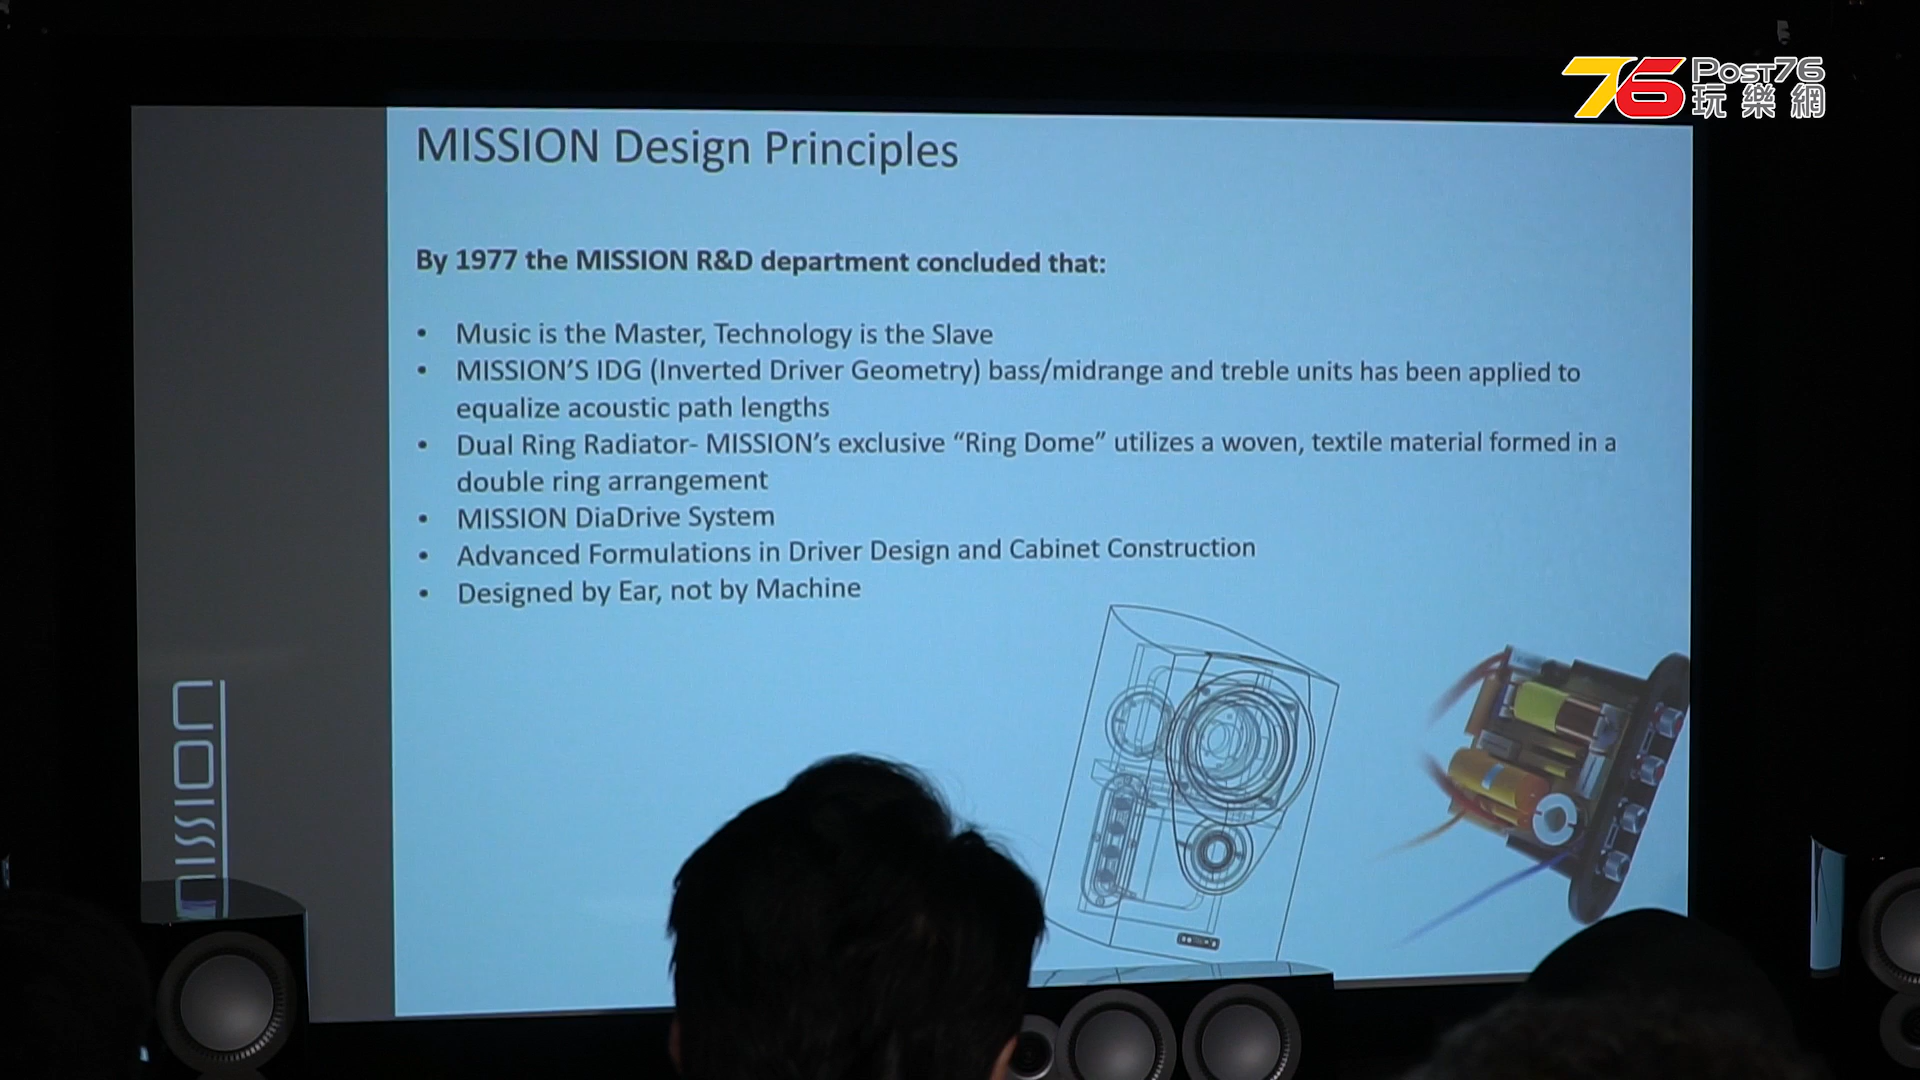 76 POST76
玩樂網
MISSION Design Principles
By 1977 the MISSION R&D department concluded that:
• Music is the Master, Technology is the Slave
• MISSION'S IDG (Inverted Driver Geometry) bass/midrange and treble units has been applied to
equalize acoustic path lengths
• Dual Ring Radiator- MISSION's exclusive “Ring Dome” utilizes a woven, textile material formed in a
double ring arrangement
• MISSION DiaDrive System
• Advanced Formulations in Driver Design and Cabinet Construction
• Designed by Ear, not by Machine
MISSION